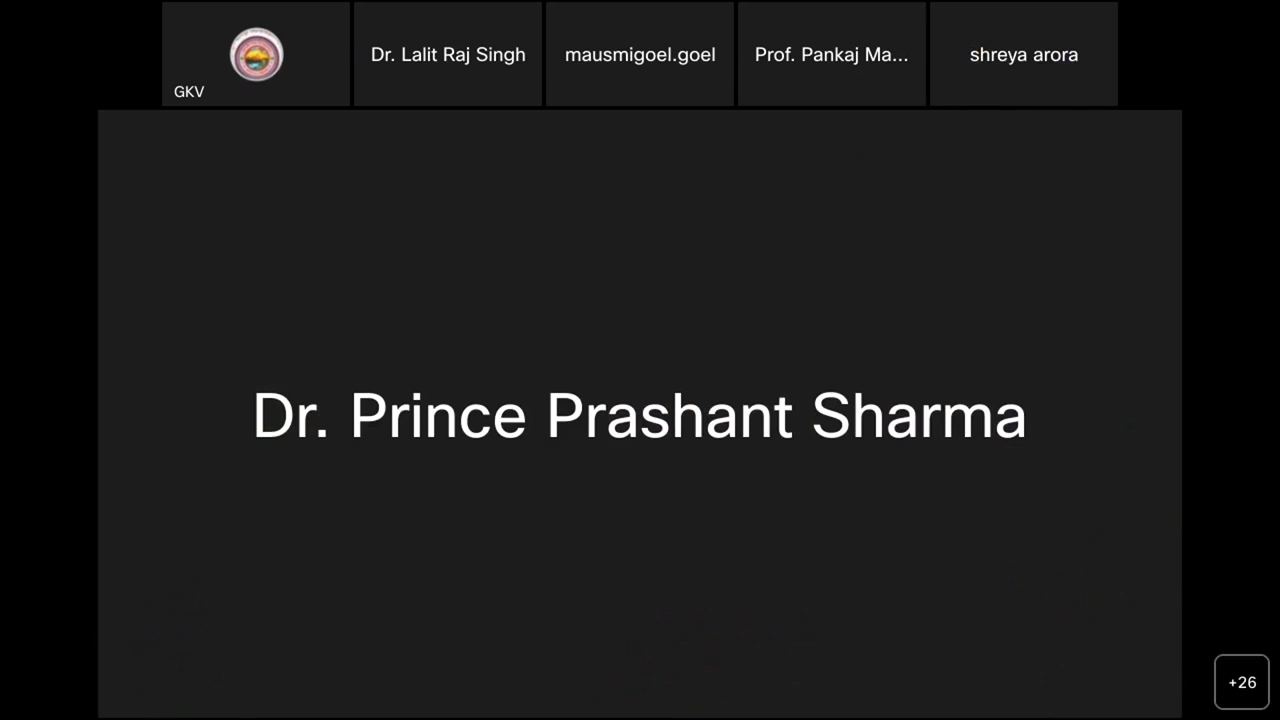 GKV
Dr. Lalit Raj Singh
mausmigoel.goel
Prof. Pankaj Ma...
shreya arora
Dr. Prince Prashant Sharma
+26